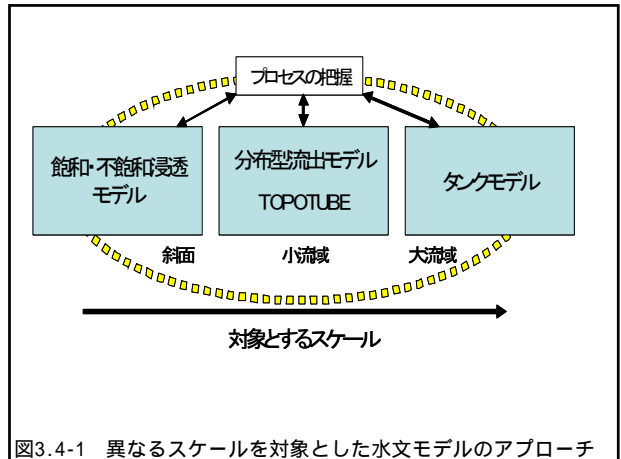 プロセスの把握
飽和・不飽和浸透
モデル
分布型流出モデル
TOPOTUBE
タンクモデル
斜面
小流域
大流域
対象とするスケール
図3.4-1 異なるスケールを対象とした水文モデルのアプローチ